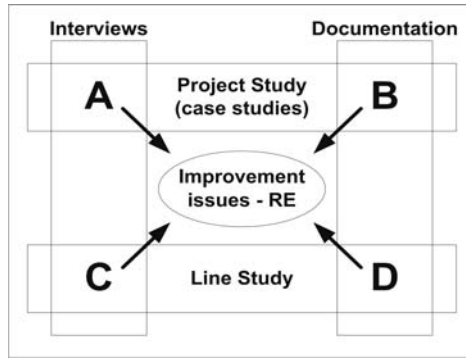 Interviews
Documentation
A
Project Study
(case studies)
B
Improvement
issues - RE
C
Line Study
D